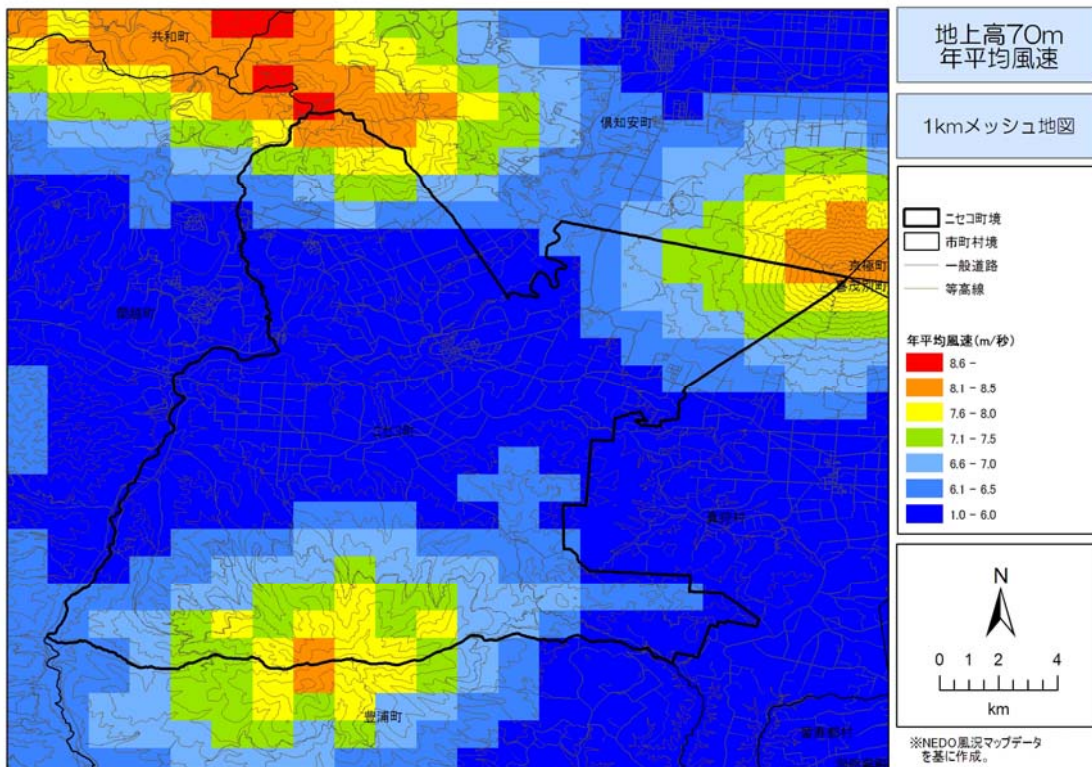 共和町
倶知安町
京極町
喜茂別町
蘭越町
ニセコ町
真狩村
豊浦町
地上高70m
年平均風速
1kmメッシュ地図
ニセコ町境
市町村境
一般道路
等高線
年平均風速(m/秒)
8.6 -
8.1 - 8.5
7.6 - 8.0
7.1 - 7.5
6.6 - 7.0
6.1 - 6.5
1.0 - 6.0
N
0 1 2 4
km
※NEDO風況マップデータ
を基に作成。